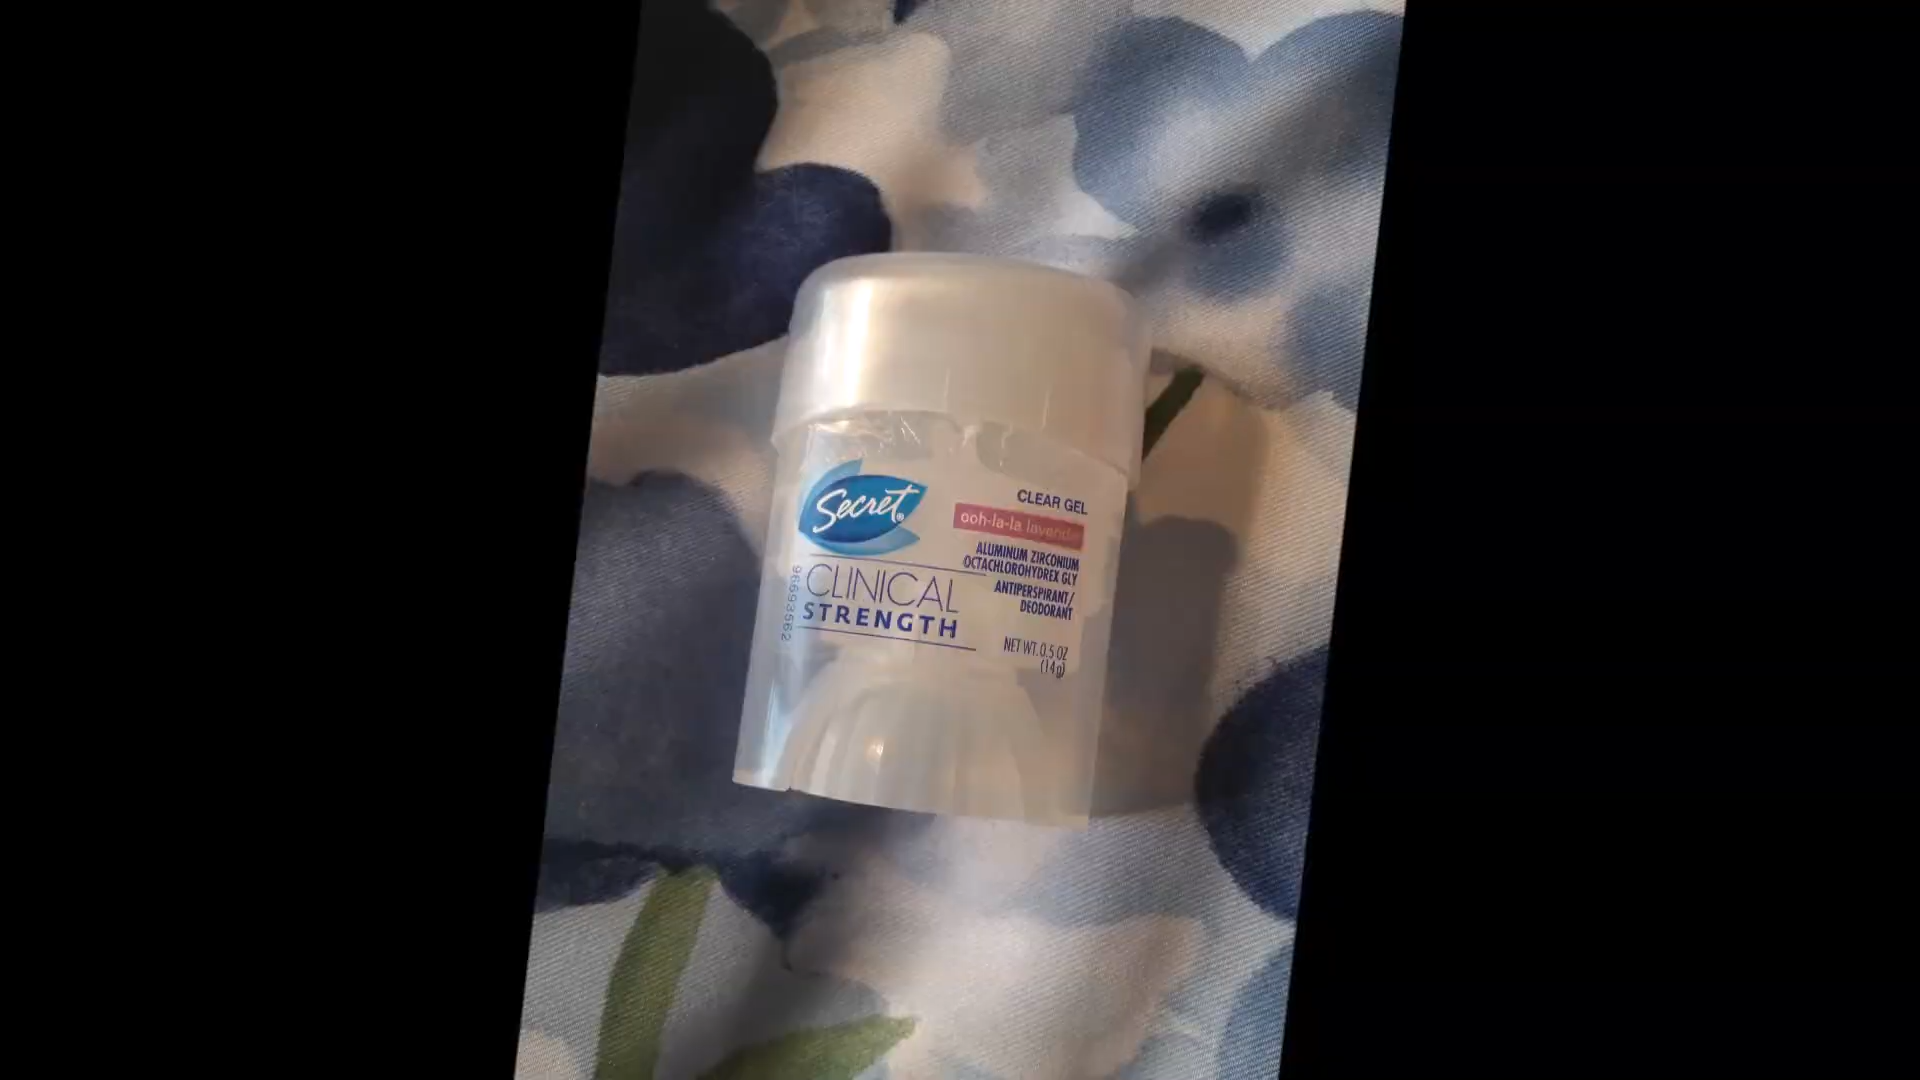 Secret®
CLINICAL
STRENGTH
96693562
CLEAR GEL
ooh-la-la lavender
ALUMINUM ZIRCONIUM
OCTACHLOROHYDREX GLY
ANTIPERSPIRANT/
DEODORANT
NET WT. 0.5 OZ
(14g)